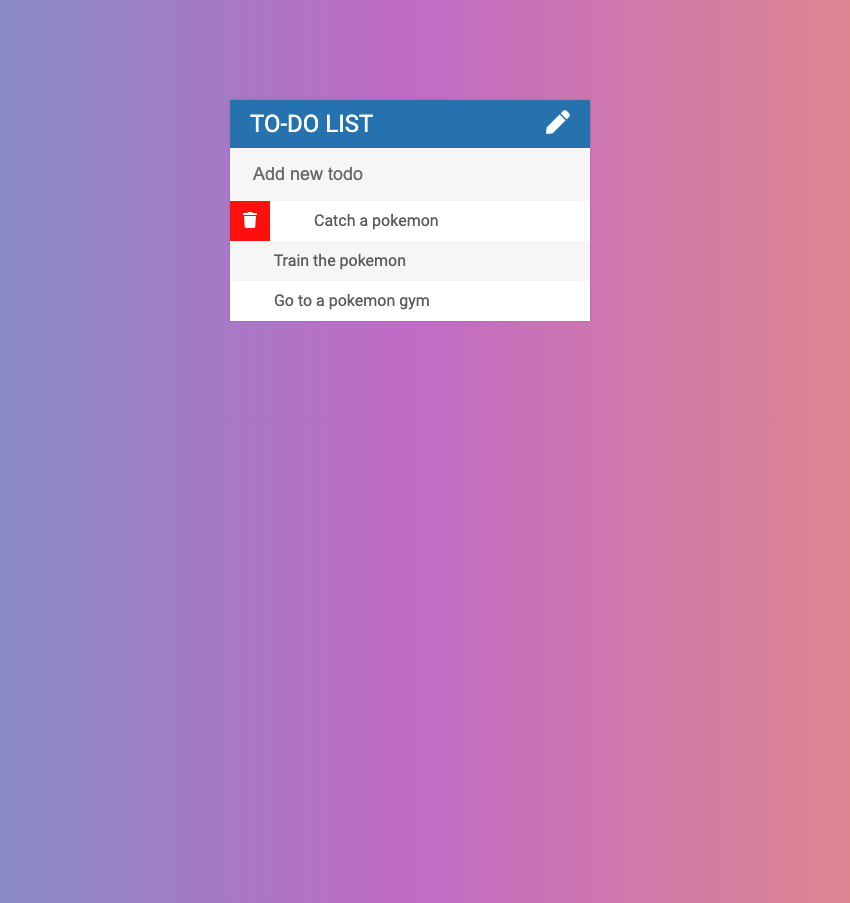 TO-DO LIST
Add new todo
Catch a pokemon
Train the pokemon
Go to a pokemon gym